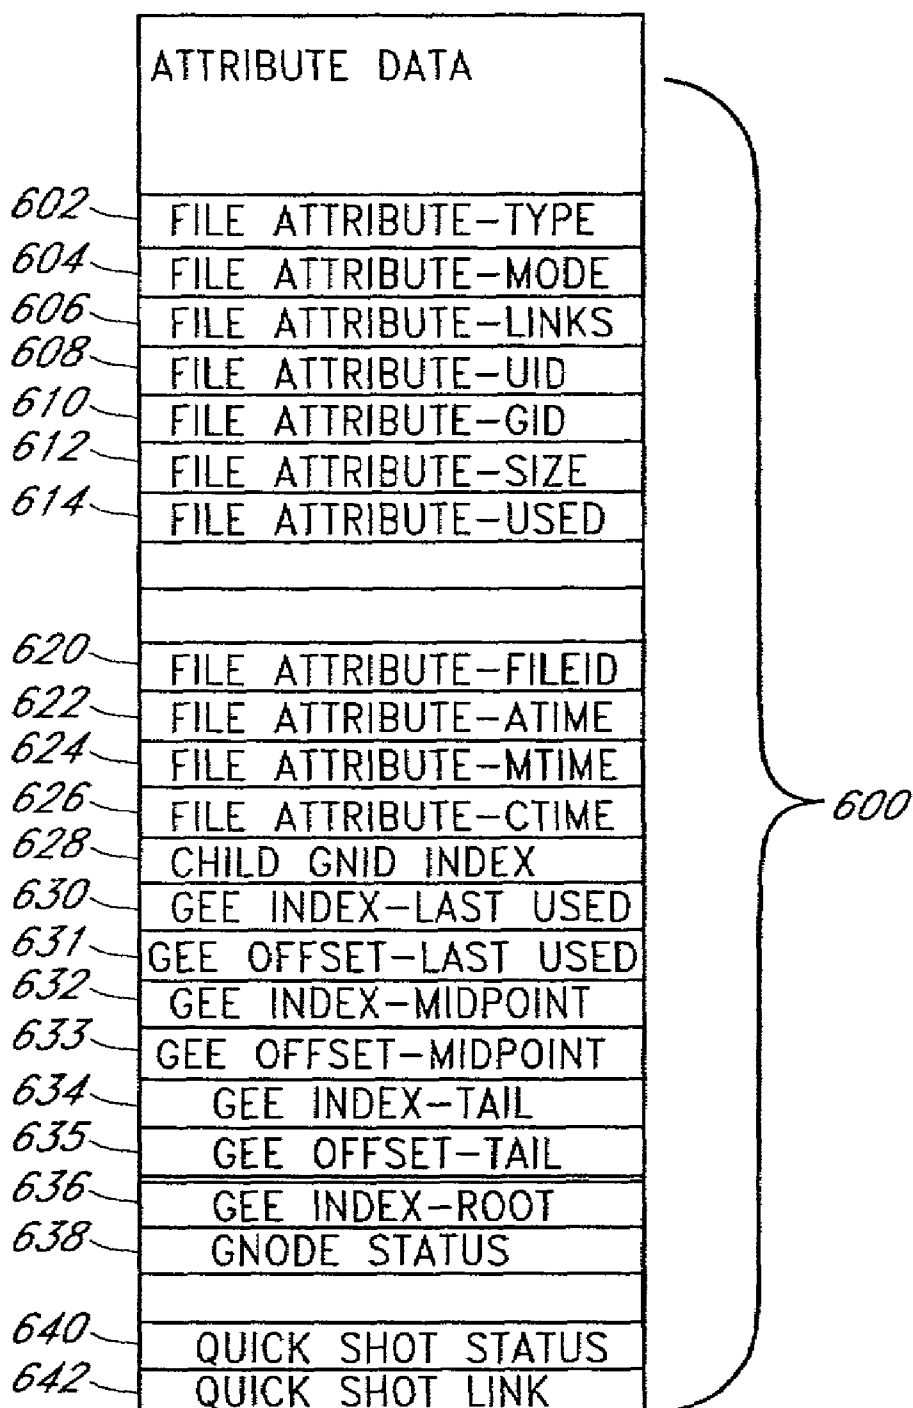 ATTRIBUTE DATA
602 FILE ATTRIBUTE-TYPE
604 FILE ATTRIBUTE-MODE
606 FILE ATTRIBUTE-LINKS
608 FILE ATTRIBUTE-UID
610 FILE ATTRIBUTE-GID
612 FILE ATTRIBUTE-SIZE
614 FILE ATTRIBUTE-USED
620 FILE ATTRIBUTE-FILEID
622 FILE ATTRIBUTE-ATIME
624 FILE ATTRIBUTE-MTIME
626 FILE ATTRIBUTE-CTIME
600
628 CHILD GNID INDEX
630 GEE INDEX-LAST USED
631 GEE OFFSET-LAST USED
632 GEE INDEX-MIDPOINT
633 GEE OFFSET-MIDPOINT
634 GEE INDEX-TAIL
635 GEE OFFSET-TAIL
636 GEE INDEX-ROOT
638 GNODE STATUS
640 QUICK SHOT STATUS
642 QUICK SHOT LINK